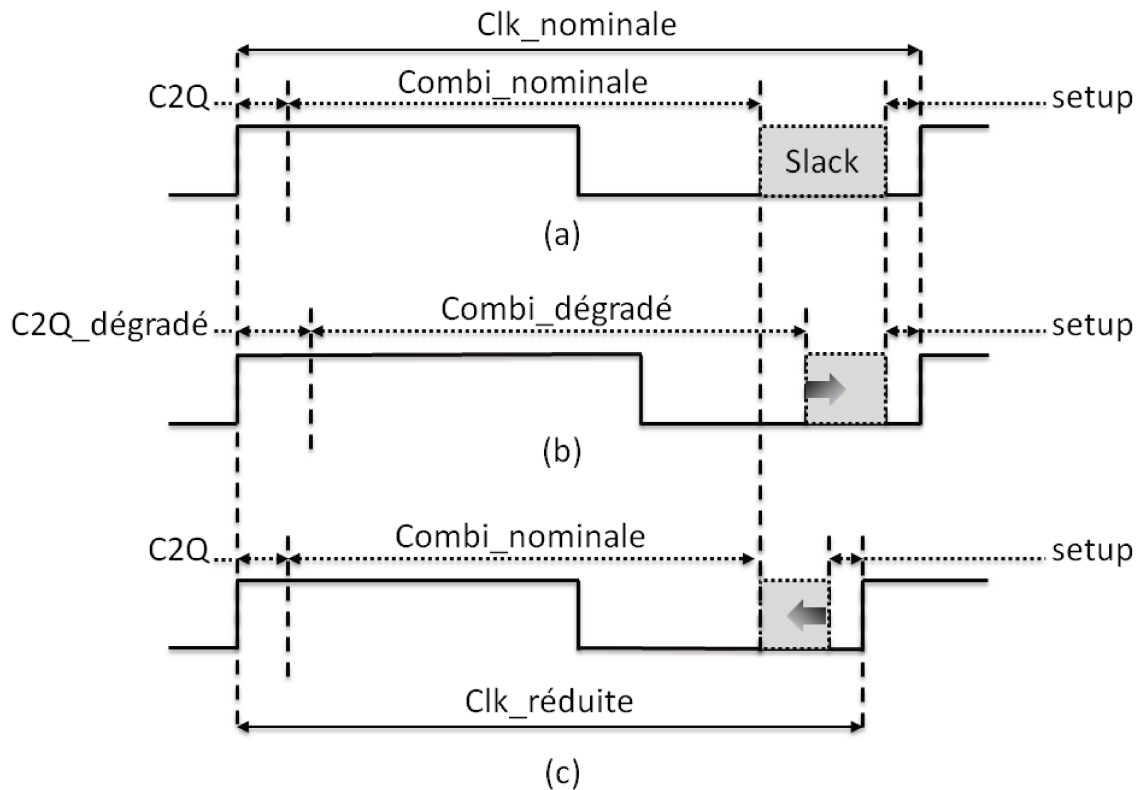 Clk_nominale
C2Q
Combi_nominale
setup
Slack
(a)
C2Q_dégradé
Combi_dégradé
setup
(b)
C2Q
Combi_nominale
setup
Clk_réduite
(c)